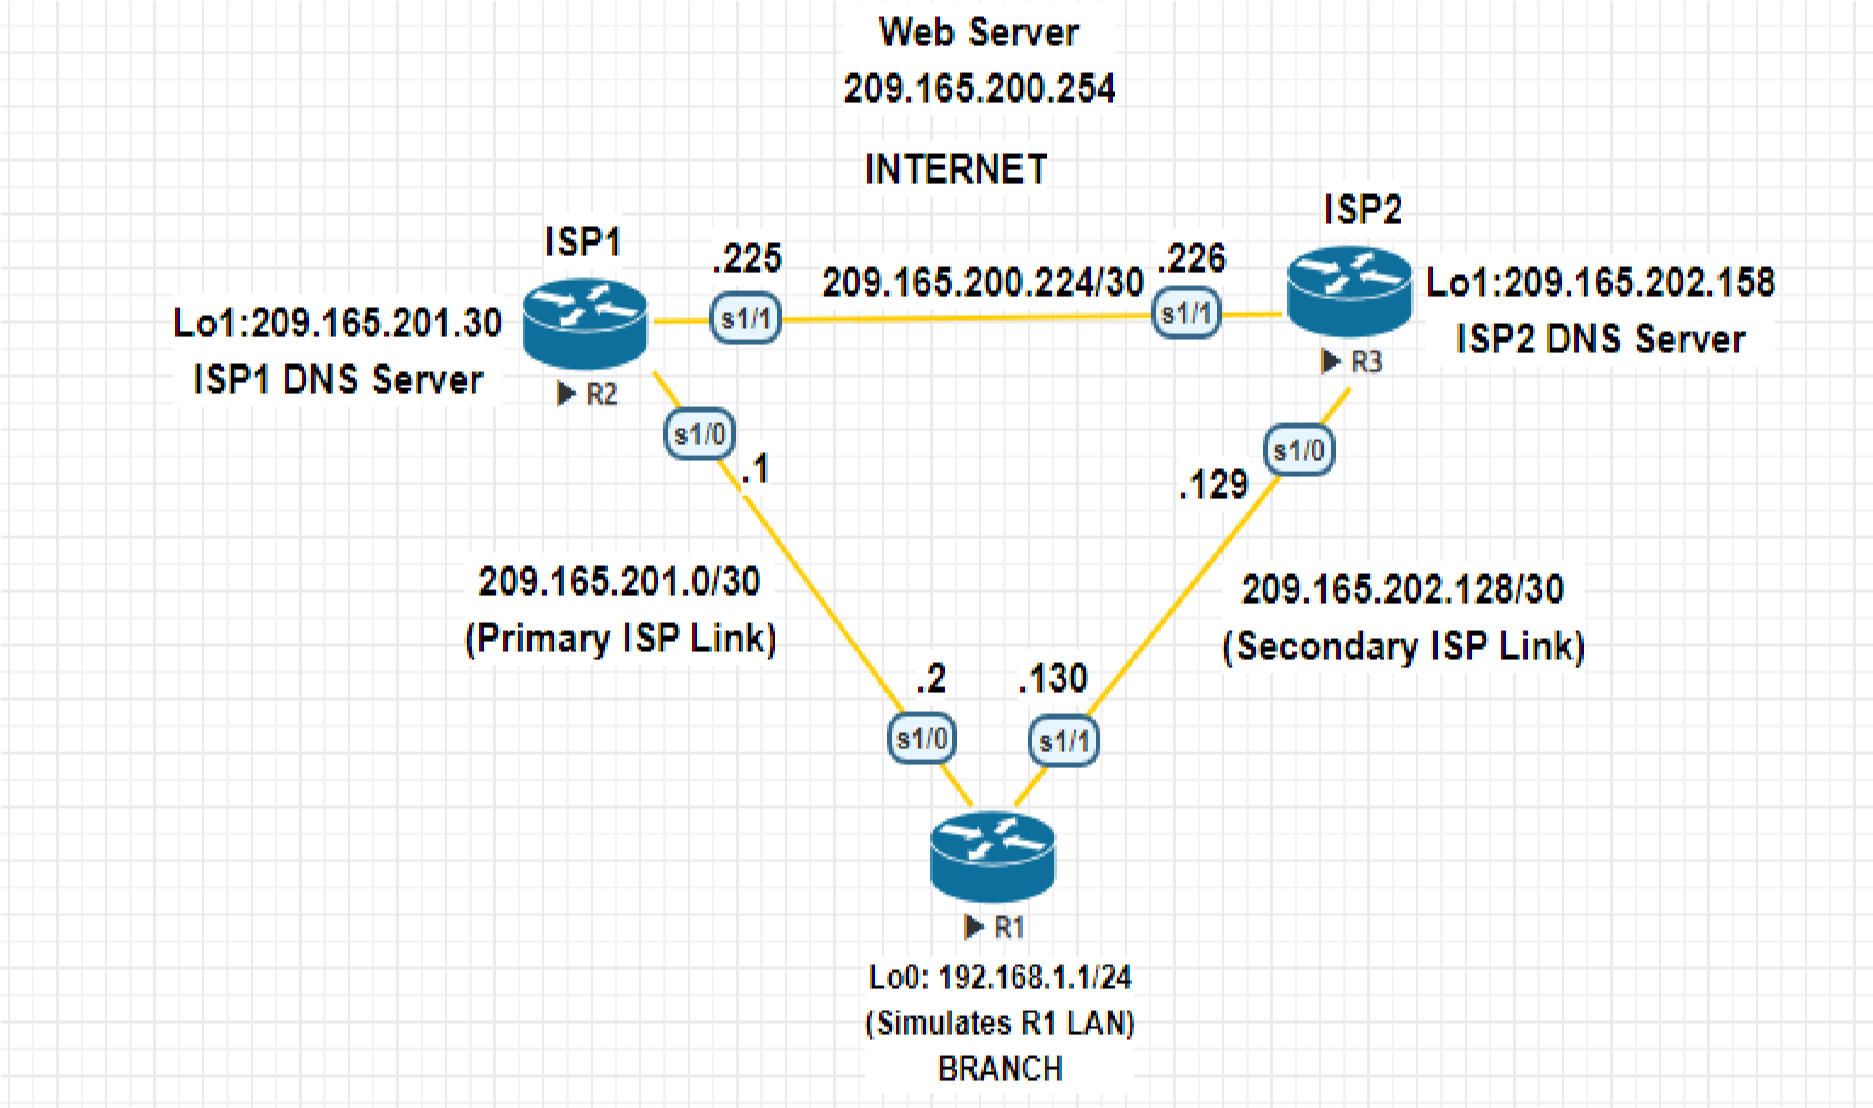 Web Server
209.165.200.254
INTERNET
ISP1
ISP2
.225
209.165.200.224/30
.226
s1/1
s1/1
Lo1:209.165.201.30
ISP1 DNS Server
R2
Lo1:209.165.202.158
ISP2 DNS Server
R3
s1/0
.1
s1/0
.129
209.165.201.0/30
(Primary ISP Link)
209.165.202.128/30
(Secondary ISP Link)
.2
.130
s1/0
s1/1
R1
Lo0: 192.168.1.1/24
(Simulates R1 LAN)
BRANCH